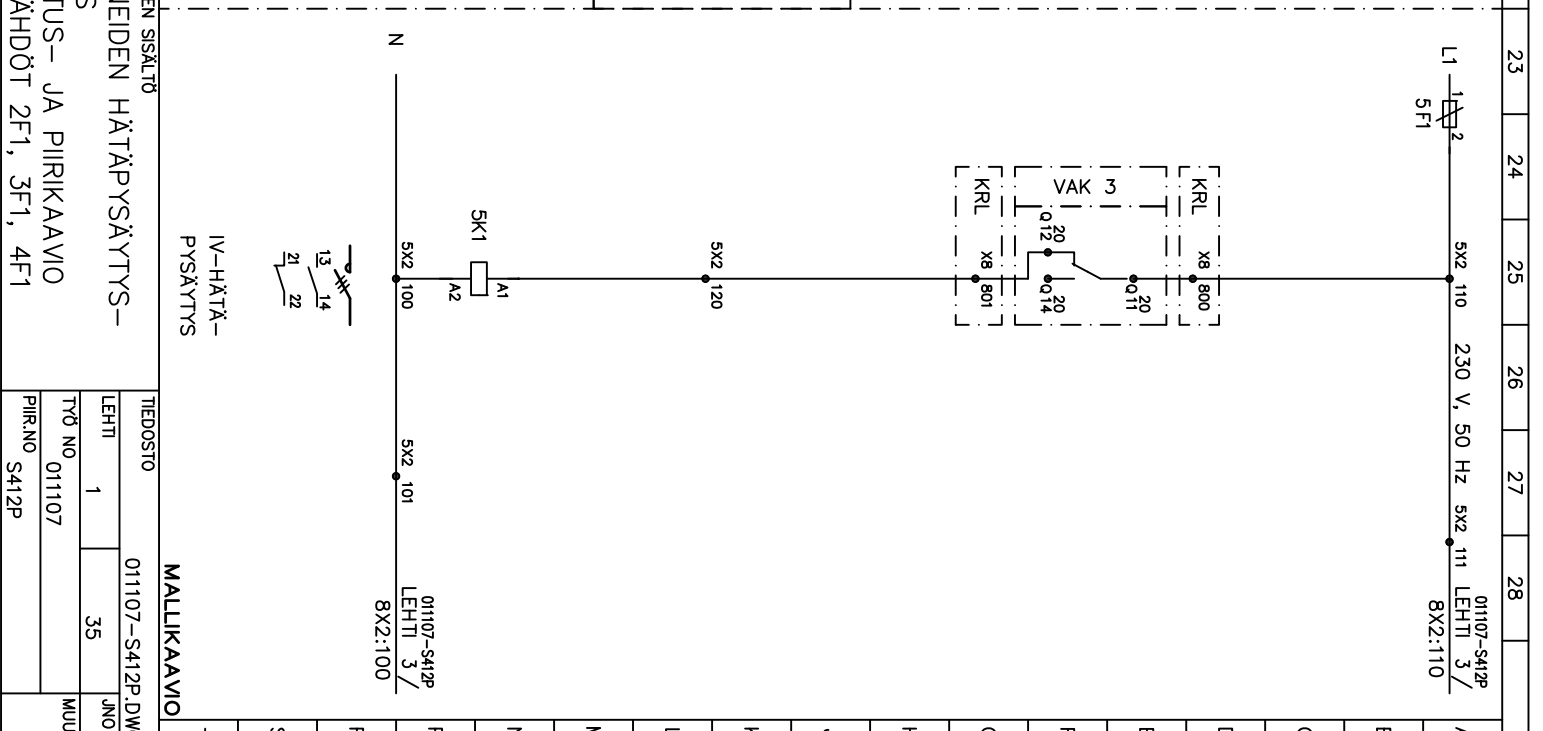 23
24
25
26
27
28
L1
1
2
5F1
5X2
110
230 V, 50 Hz
5X2
111
011107-S412P
LEHTI 3/
8X2:110
KRL
X8
800
VAK 3
20
Q11
20
Q12
20
Q14
KRL
X8
801
5X2
120
5K1
A1
A2
N
5X2
100
5X2
101
011107-S412P
LEHTI 3/
8X2:100
13
14
21
22
IV-HÄTÄ-
PYSÄYTYS
MALLIKAAVIO
EN SISÄLTÖ
NEIDEN HÄTÄPYSÄYTYS-
S
TUS- JA PIIRIKAAVIO
ÄHDÖT 2F1, 3F1, 4F1
TIEDOSTO
011107-S412P.DW
LEHTI
1
35
JNO
TYÖ NO
011107
MUU
PIIR.NO
S412P